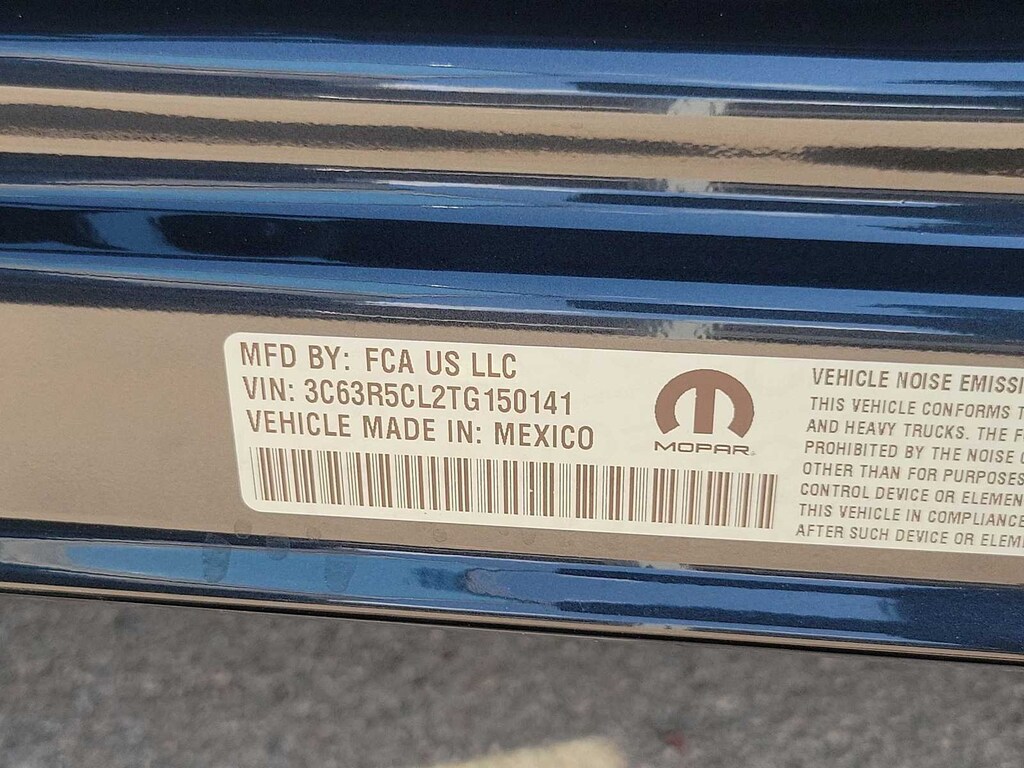 MFD BY: FCA US LLC
VIN: 3C63R5CL2TG150141
VEHICLE MADE IN: MEXICO
MOPAR
VEHICLE NOISE EMISSI
THIS VEHICLE CONFORMS T
AND HEAVY TRUCKS. THE F
PROHIBITED BY THE NOISE C
OTHER THAN FOR PURPOSES
CONTROL DEVICE OR ELEMEN
THIS VEHICLE IN COMPLIANCE
AFTER SUCH DEVICE OR ELEME